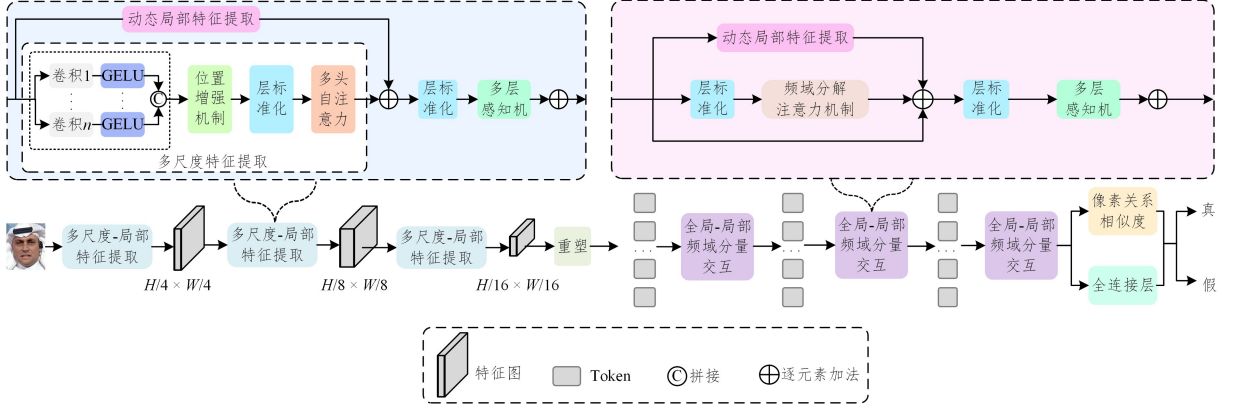 动态局部特征提取
卷积1
GELU
⋮
⋮
卷积n
GELU
C
位置
增强
机制
层标
准化
多头
自注
意力
层标
准化
多层
感知机
多尺度特征提取
动态局部特征提取
层标
准化
频域分解
注意力机制
层标
准化
多层
感知机
多尺度-局部
特征提取
H/4 × W/4
多尺度-局部
特征提取
H/8 × W/8
多尺度-局部
特征提取
H/16 × W/16
重塑
...
全局-局部
频域分量
交互
...
全局-局部
频域分量
交互
...
全局-局部
频域分量
交互
像素关系
相似度
全连接层
真
假
特征图
Token
C 拼接
逐元素加法